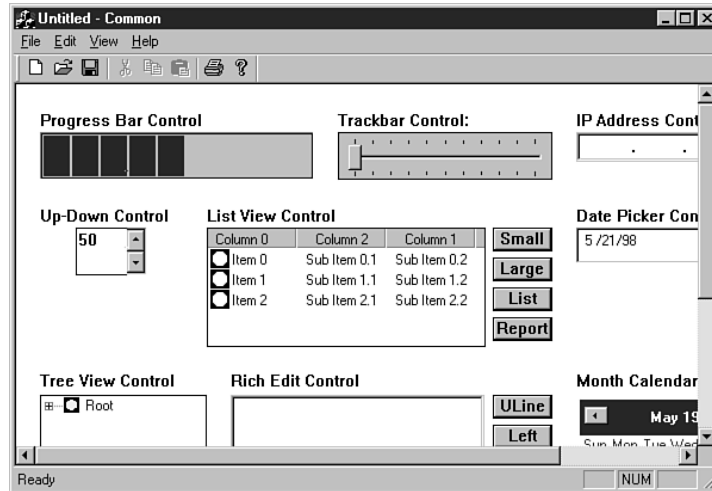 Untitled - Common
File Edit View Help
Progress Bar Control
Trackbar Control:
IP Address Cont
. .
Up-Down Control
50
List View Control
Column 0 Column 2 Column 1
Item 0 Sub Item 0.1 Sub Item 0.2
Item 1 Sub Item 1.1 Sub Item 1.2
Item 2 Sub Item 2.1 Sub Item 2.2
Small
Large
List
Report
Date Picker Con
5 /21/98
Tree View Control
Root
Rich Edit Control
ULine
Left
Month Calendar
May 19
Sun Mon Tue Wed
Ready
NUM